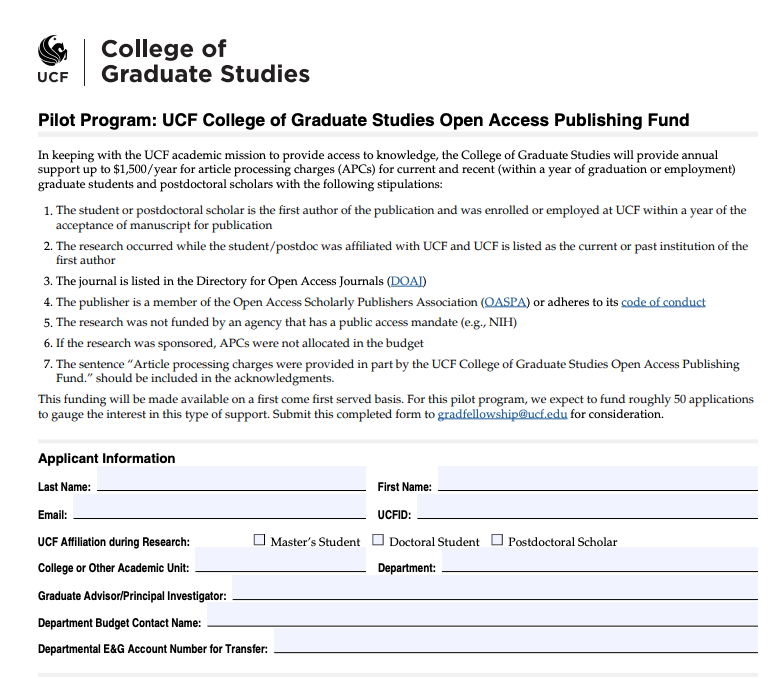 UCF
College of
Graduate Studies
Pilot Program: UCF College of Graduate Studies Open Access Publishing Fund
In keeping with the UCF academic mission to provide access to knowledge, the College of Graduate Studies will provide annual
support up to $1,500/year for article processing charges (APCs) for current and recent (within a year of graduation or employment)
graduate students and postdoctoral scholars with the following stipulations:
1. The student or postdoctoral scholar is the first author of the publication and was enrolled or employed at UCF within a year of the
acceptance of manuscript for publication
2. The research occurred while the student/postdoc was affiliated with UCF and UCF is listed as the current or past institution of the
first author
3. The journal is listed in the Directory for Open Access Journals (DOAJ)
4. The publisher is a member of the Open Access Scholarly Publishers Association (OASPA) or adheres to its code of conduct
5. The research was not funded by an agency that has a public access mandate (e.g., NIH)
6. If the research was sponsored, APCs were not allocated in the budget
7. The sentence “Article processing charges were provided in part by the UCF College of Graduate Studies Open Access Publishing
Fund.” should be included in the acknowledgments.
This funding will be made available on a first come first served basis. For this pilot program, we expect to fund roughly 50 applications
to gauge the interest in this type of support. Submit this completed form to gradfellowship@ucf.edu for consideration.
Applicant Information
Last Name: First Name:
Email: UCFID:
UCF Affiliation during Research: Master’s Student Doctoral Student Postdoctoral Scholar
College or Other Academic Unit: Department:
Graduate Advisor/Principal Investigator:
Department Budget Contact Name:
Departmental E&G Account Number for Transfer: